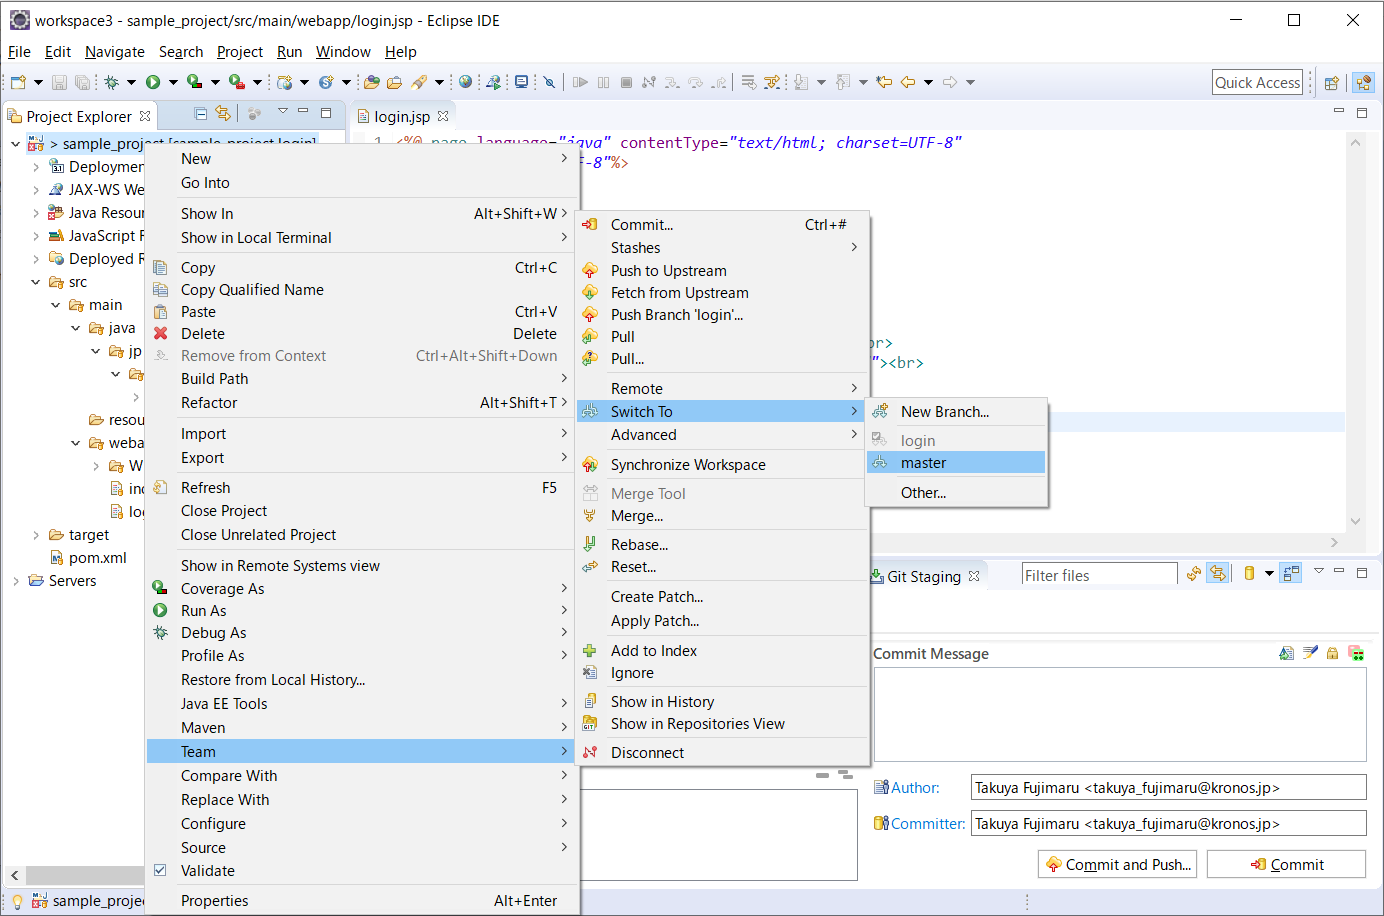 workspace3 - sample_project/src/main/webapp/login.jsp - Eclipse IDE
File Edit Navigate Search Project Run Window Help
Quick Access
Project Explorer
login.jsp
> sample_project [sample_project login]
Deploymen
JAX-WS We
Java Resour
JavaScript R
Deployed R
src
main
java
jp
resou
weba
W
ind
log
target
pom.xml
Servers
1 <%@ page language="java" contentType="text/html; charset=UTF-8"
F-8"%>
br>
"><br>
New
Go Into
Show In Alt+Shift+W
Show in Local Terminal
Copy Ctrl+C
Copy Qualified Name
Paste Ctrl+V
Delete Delete
Remove from Context Ctrl+Alt+Shift+Down
Build Path
Refactor Alt+Shift+T
Import
Export
Refresh F5
Close Project
Close Unrelated Project
Show in Remote Systems view
Coverage As
Run As
Debug As
Profile As
Restore from Local History...
Java EE Tools
Maven
Team
Compare With
Replace With
Configure
Source
Validate
Properties Alt+Enter
Commit... Ctrl+#
Stashes
Push to Upstream
Fetch from Upstream
Push Branch 'login'...
Pull
Pull...
Remote
Switch To
Advanced
Synchronize Workspace
Merge Tool
Merge...
Rebase...
Reset...
Create Patch...
Apply Patch...
Add to Index
Ignore
Show in History
Show in Repositories View
Disconnect
New Branch...
login
master
Other...
Git Staging
Filter files
Commit Message
Author: Takuya Fujimaru <takuya_fujimaru@kronos.jp>
Committer: Takuya Fujimaru <takuya_fujimaru@kronos.jp>
Commit and Push...
Commit
sample_proje